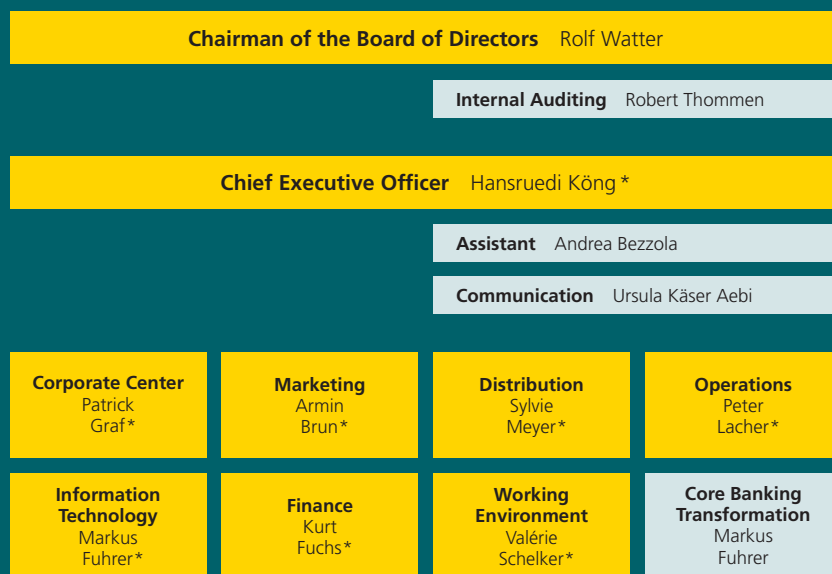 Chairman of the Board of Directors Rolf Watter
Internal Auditing Robert Thommen
Chief Executive Officer Hansruedi Köng *
Assistant Andrea Bezzola
Communication Ursula Käser Aebi
Corporate Center
Patrick
Graf *
Marketing
Armin
Brun *
Distribution
Sylvie
Meyer *
Operations
Peter
Lacher *
Information
Technology
Markus
Fuhrer *
Finance
Kurt
Fuchs *
Working
Environment
Valérie
Schelker *
Core Banking
Transformation
Markus
Fuhrer